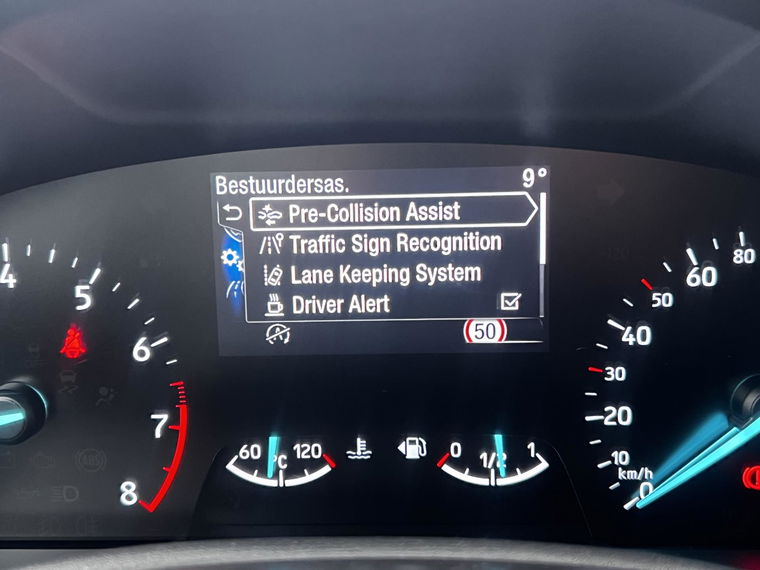 Bestuurdersas. 9°
Pre-Collision Assist
Traffic Sign Recognition
Lane Keeping System
Driver Alert
50
4
5
6
7
8
60 120
°C
0 1/2 1
0
10
20
30
40
50
60
80
km/h
ABS